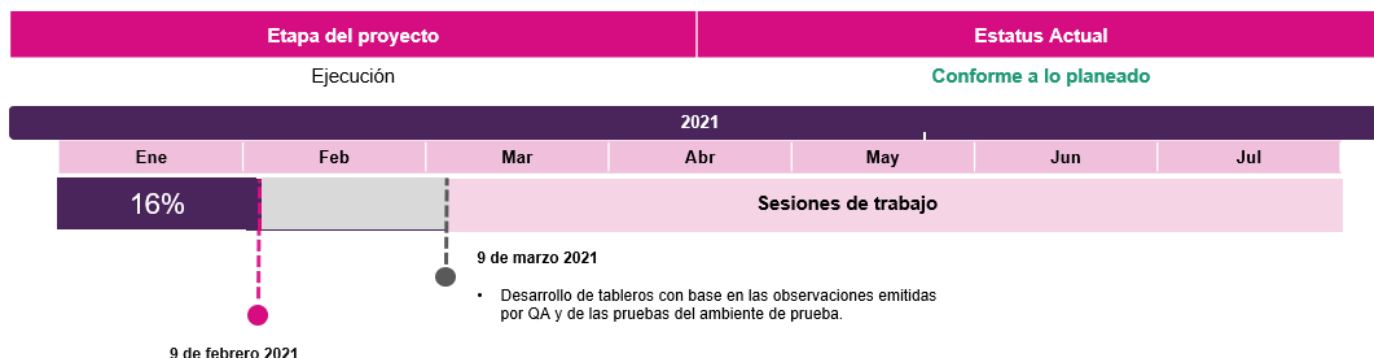 Etapa del proyecto
Estatus Actual
Ejecución
Conforme a lo planeado
2021
Ene
Feb
Mar
Abr
May
Jun
Jul
16%
Sesiones de trabajo
9 de marzo 2021
• Desarrollo de tableros con base en las observaciones emitidas
por QA y de las pruebas del ambiente de prueba.
9 de febrero 2021